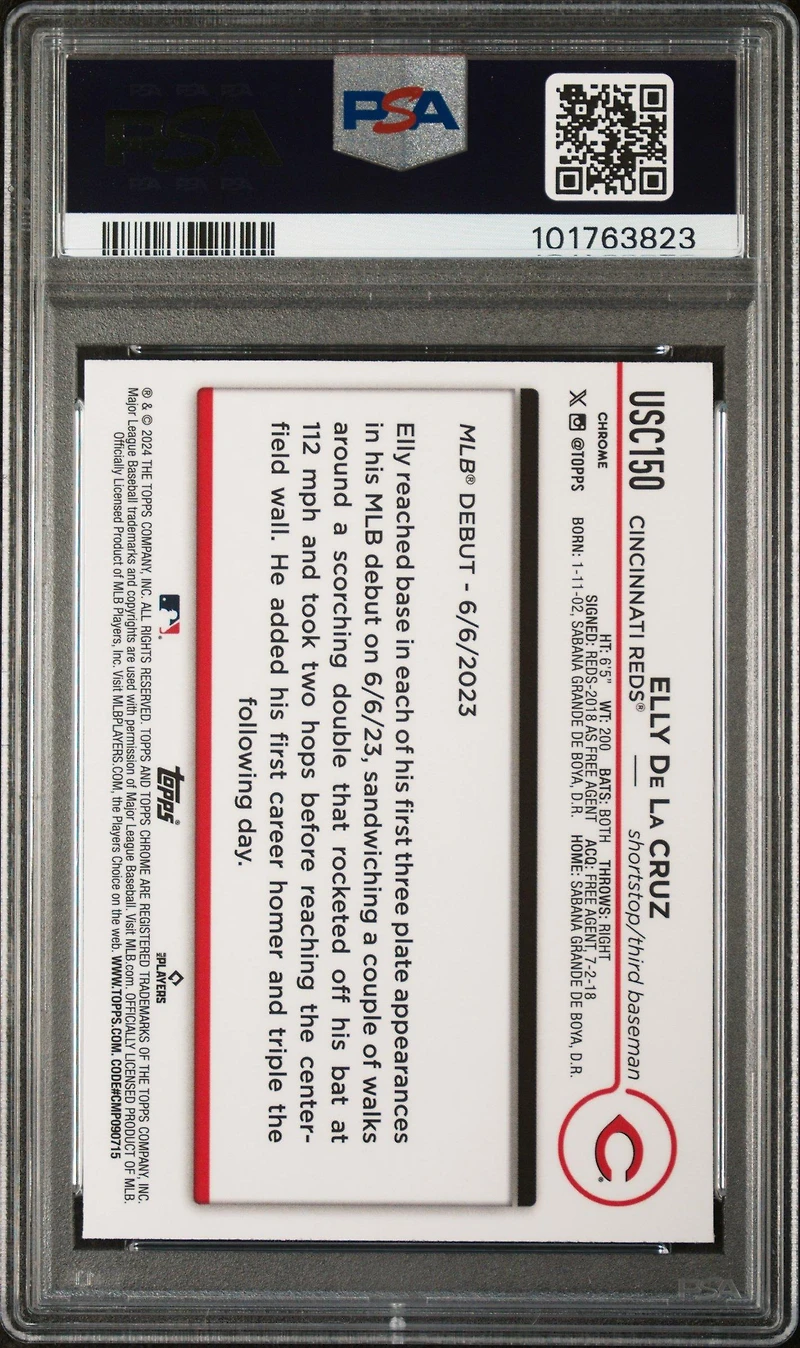 PSA
PSA
101763823
USC150
ELLY DE LA CRUZ
CINCINNATI REDS® — shortstop/third baseman
CHROME
X @TOPPS
HT: 6'5" WT: 200 BATS: BOTH THROWS: RIGHT
SIGNED: REDS-2018 AS FREE AGENT ACQ: FREE AGENT, 7-2-18
BORN: 1-11-02, SABANA GRANDE DE BOYA, D.R. HOME: SABANA GRANDE DE BOYA, D.R.
MLB® DEBUT - 6/6/2023
Elly reached base in each of his first three plate appearances
in his MLB debut on 6/6/23, sandwiching a couple of walks
around a scorching double that rocketed off his bat at
112 mph and took two hops before reaching the center-
field wall. He added his first career homer and triple the
following day.
topps®
PLAYERS
® & © 2024 THE TOPPS COMPANY, INC. ALL RIGHTS RESERVED. TOPPS AND TOPPS CHROME ARE REGISTERED TRADEMARKS OF THE TOPPS COMPANY, INC.
Major League Baseball trademarks and copyrights are used with permission of Major League Baseball. Visit MLB.com. OFFICIALLY LICENSED PRODUCT OF MLB.
Officially Licensed Product of MLB Players, Inc. Visit MLBPLAYERS.COM, the Players Choice on the web. WWW.TOPPS.COM. CODE#CMP090715
PSA